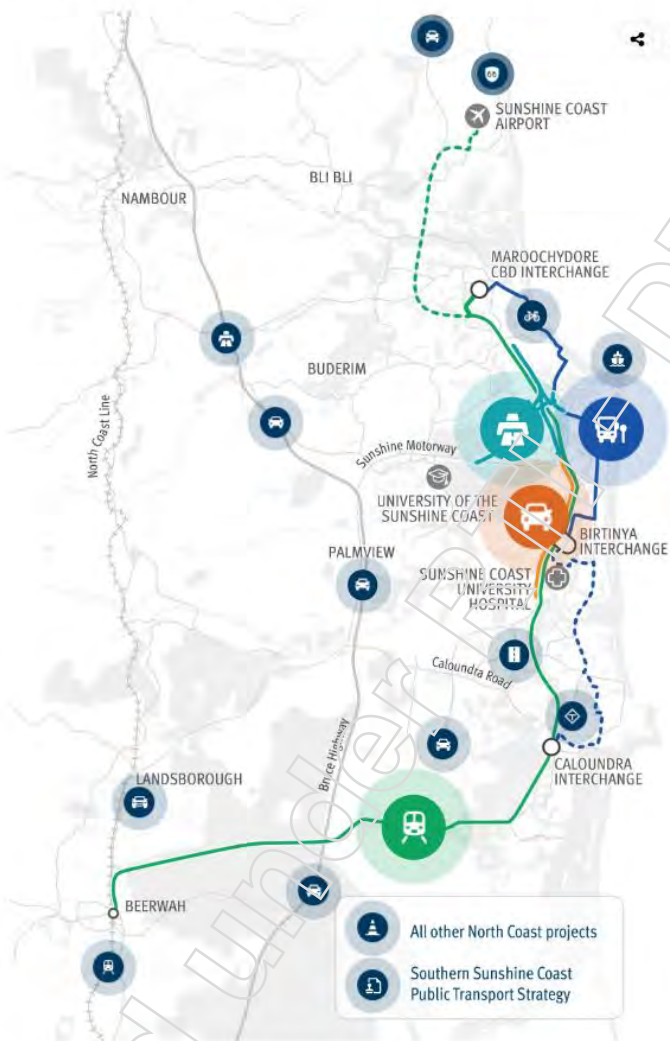 66
SUNSHINE COAST
AIRPORT
BLI BLI
NAMBOUR
MAROOCHYDORE
CBD INTERCHANGE
BUDERIM
North Coast Line
Sunshine Motorway
UNIVERSITY OF THE
SUNSHINE COAST
BIRTINYA
INTERCHANGE
PALMVIEW
SUNSHINE COAST
UNIVERSITY
HOSPITAL
Caloundra Road
Bruce Highway
CALOUNDRA
INTERCHANGE
LANDSBOROUGH
BEERWAH
All other North Coast projects
Southern Sunshine Coast
Public Transport Strategy